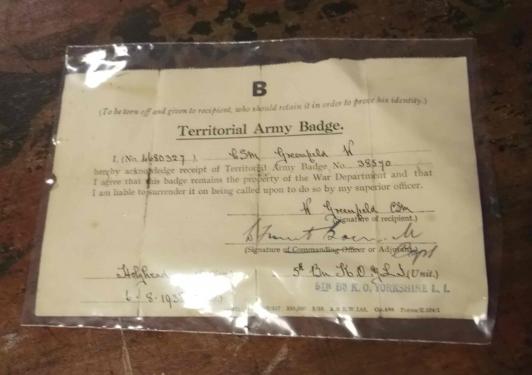 B
(To be torn off and given to recipient, who should retain it in order to prove his identity.)
Territorial Army Badge.
I, (No. 4680327) CSM Greenfield W
hereby acknowledge receipt of Territorial Army Badge No. 38570
I agree that this badge remains the property of the War Department and that
I am liable to surrender it on being called upon to do so by my superior officer.
W Greenfield CSM
(Signature of recipient.)
Capt
(Signature of Commanding Officer or Adjutant)
5th Bn K.O.Y.L.I. (Unit.)
6-8-193
5TH BN K. O. YORKSHIRE L. I.